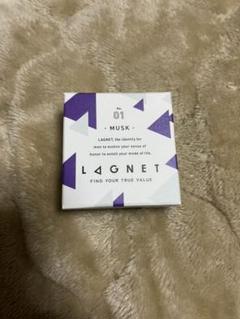 No.
01
- MUSK -
LAGNET, the identity for
men to evolve your sense of
honor to entail your mode of life.
LAGNET
FIND YOUR TRUE VALUE